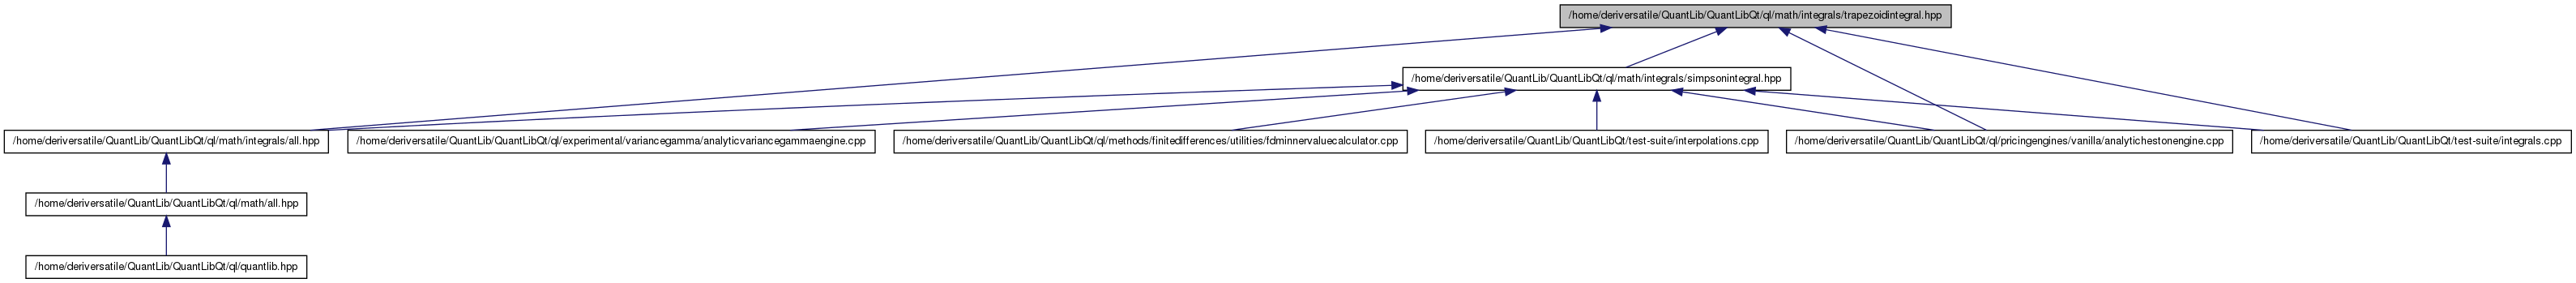 /home/deriversatile/QuantLib/QuantLibQt/ql/math/integrals/trapezoidintegral.hpp
/home/deriversatile/QuantLib/QuantLibQt/ql/math/integrals/simpsonintegral.hpp
/home/deriversatile/QuantLib/QuantLibQt/ql/math/integrals/all.hpp
/home/deriversatile/QuantLib/QuantLibQt/ql/experimental/variancegamma/analyticvariancegammaengine.cpp
/home/deriversatile/QuantLib/QuantLibQt/ql/methods/finitedifferences/utilities/fdminnervaluecalculator.cpp
/home/deriversatile/QuantLib/QuantLibQt/test-suite/interpolations.cpp
/home/deriversatile/QuantLib/QuantLibQt/ql/pricingengines/vanilla/analytichestonengine.cpp
/home/deriversatile/QuantLib/QuantLibQt/test-suite/integrals.cpp
/home/deriversatile/QuantLib/QuantLibQt/ql/math/all.hpp
/home/deriversatile/QuantLib/QuantLibQt/ql/quantlib.hpp